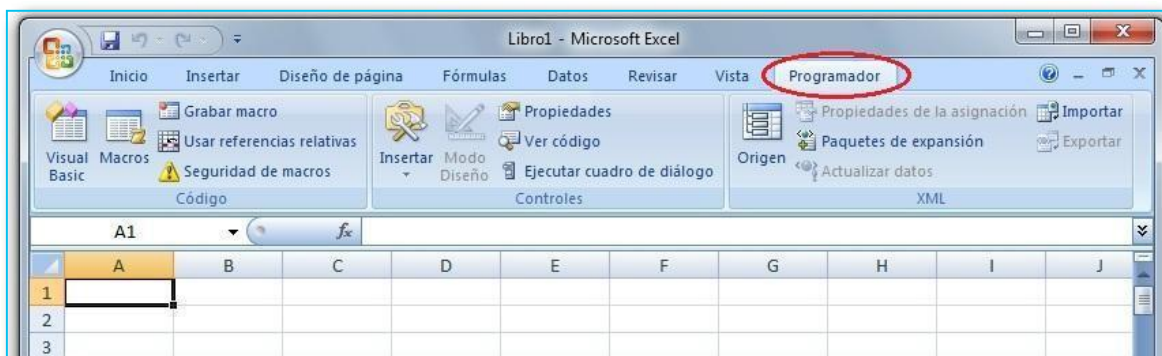 Libro1 - Microsoft Excel
Inicio Insertar Diseño de página Fórmulas Datos Revisar Vista Programador
Visual Basic
Macros
Grabar macro
Usar referencias relativas
Seguridad de macros
Código
Insertar
Modo Diseño
Propiedades
Ver código
Ejecutar cuadro de diálogo
Controles
Origen
Propiedades de la asignación
Paquetes de expansión
Actualizar datos
Importar
Exportar
XML
A1 fx
A B C D E F G H I J
1
2
3